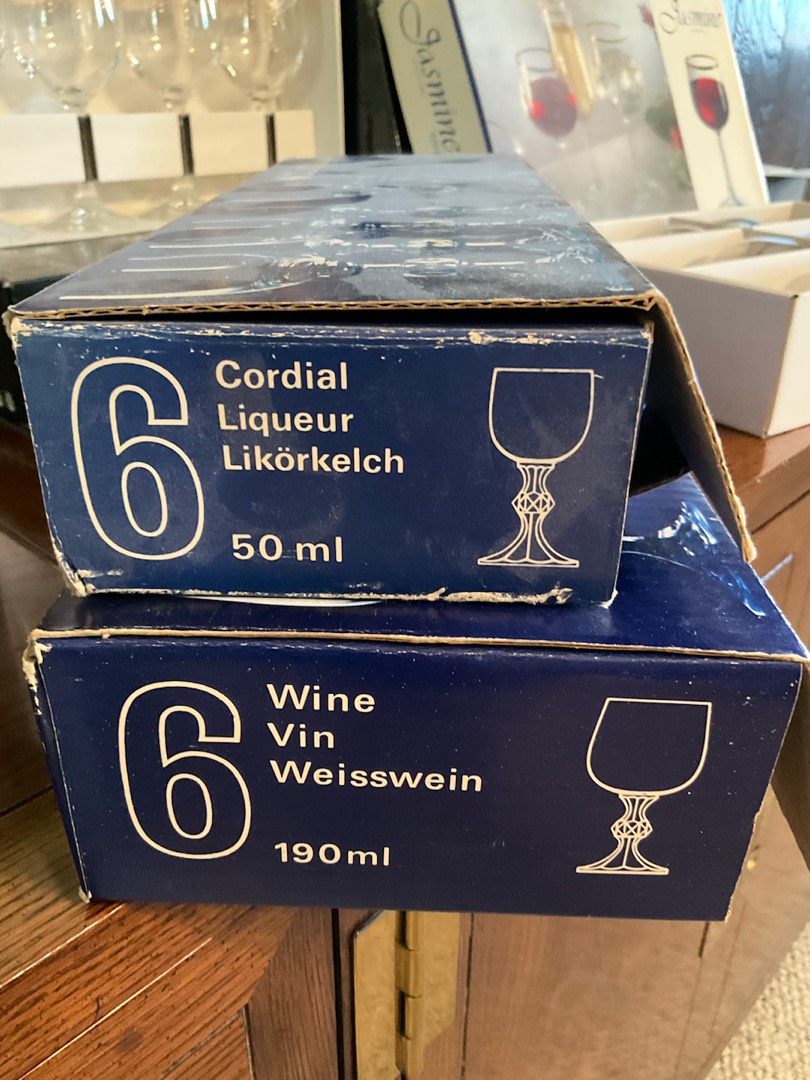 Jasmine
Jasmine
6
Cordial
Liqueur
Likörkelch
50 ml
6
Wine
Vin
Weisswein
190ml